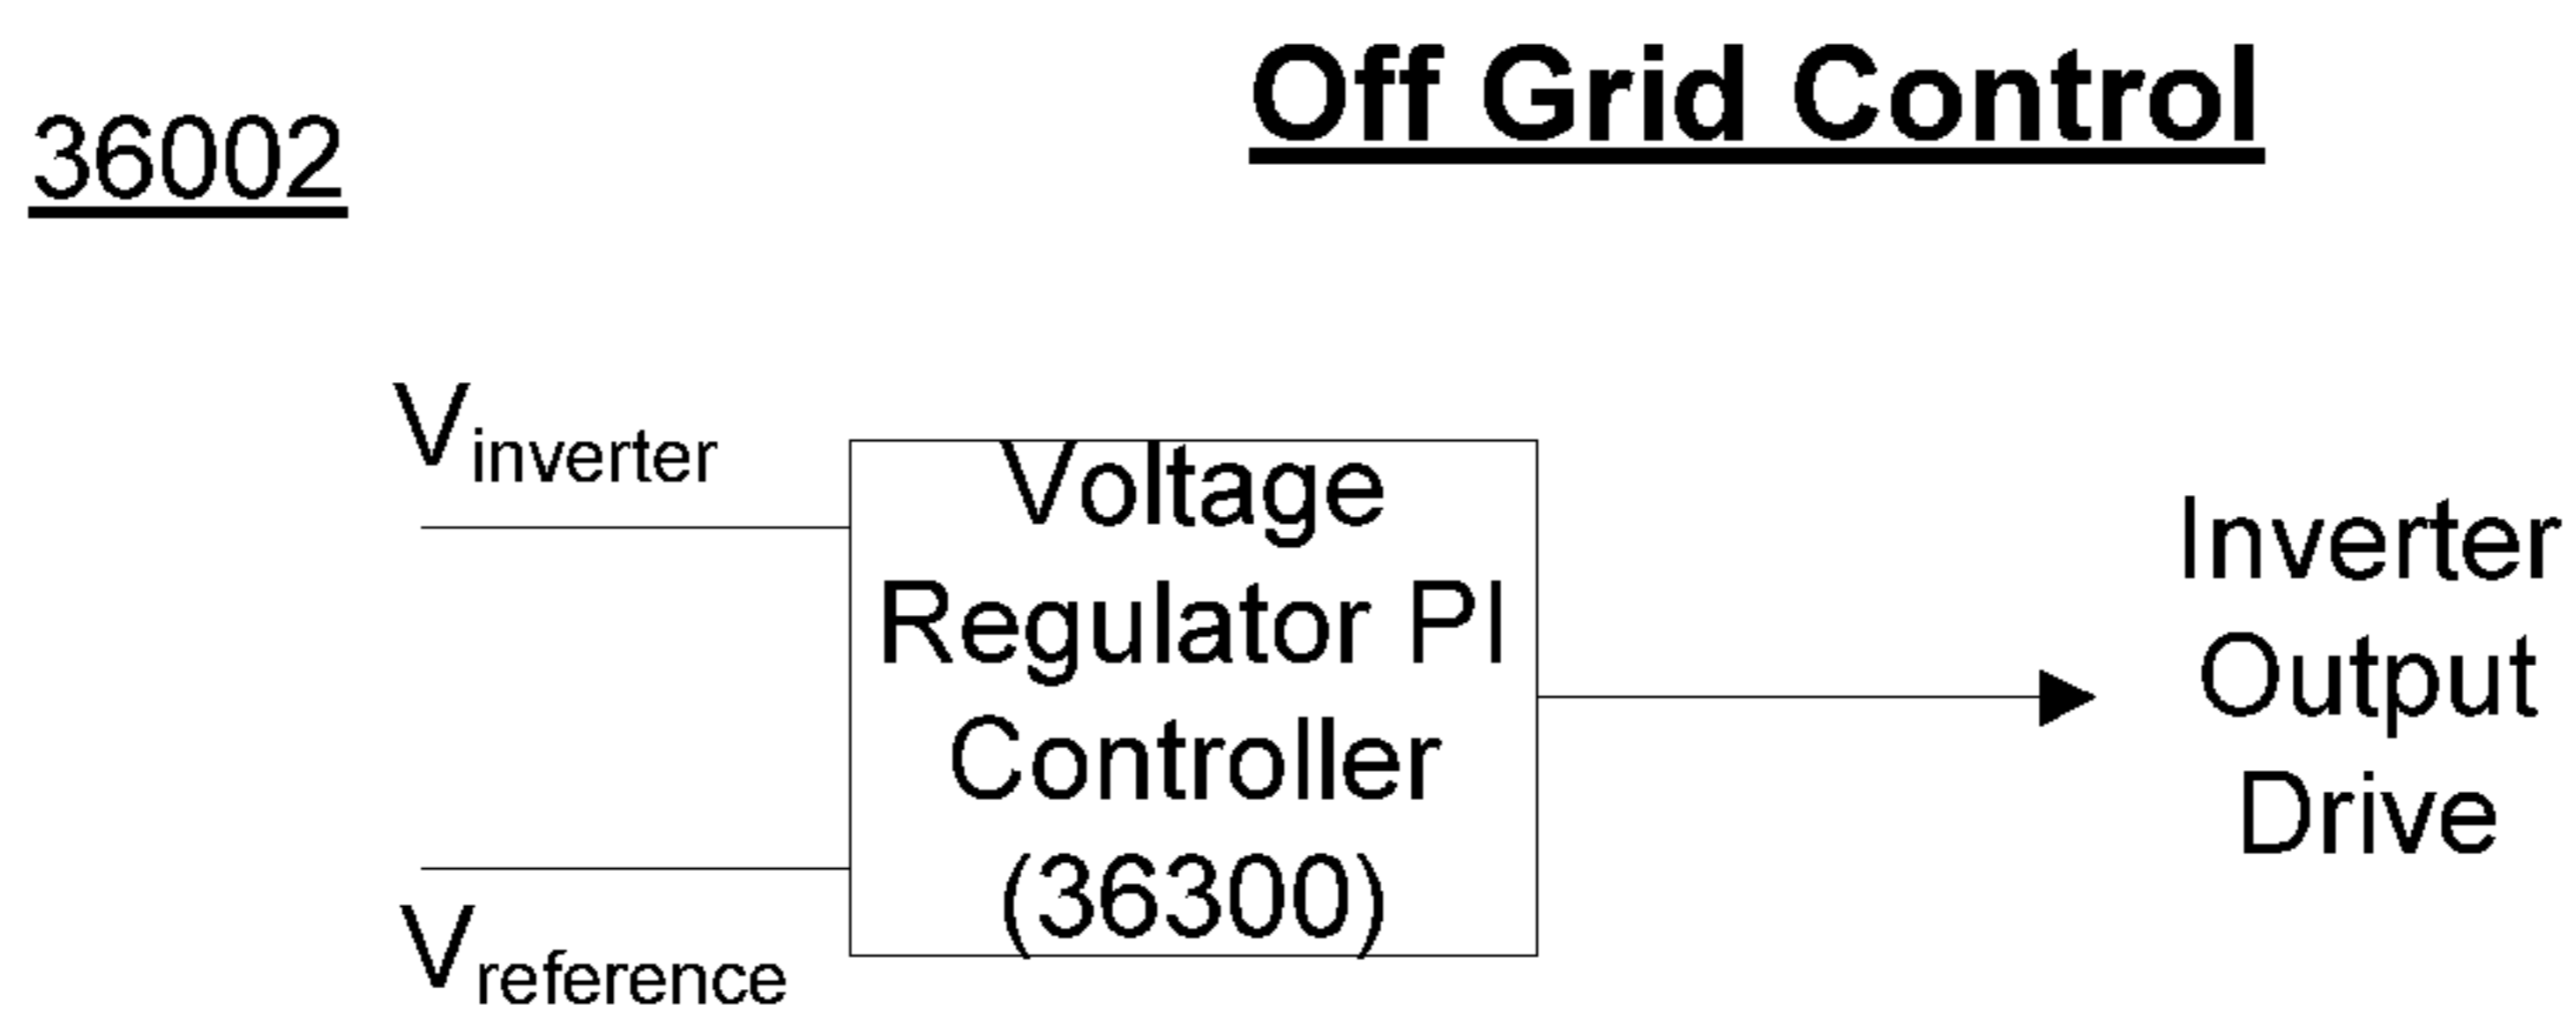 Off Grid Control
36002
Vinverter
Voltage
Regulator PI
Controller
(36300)
Vreference
Inverter
Output
Drive